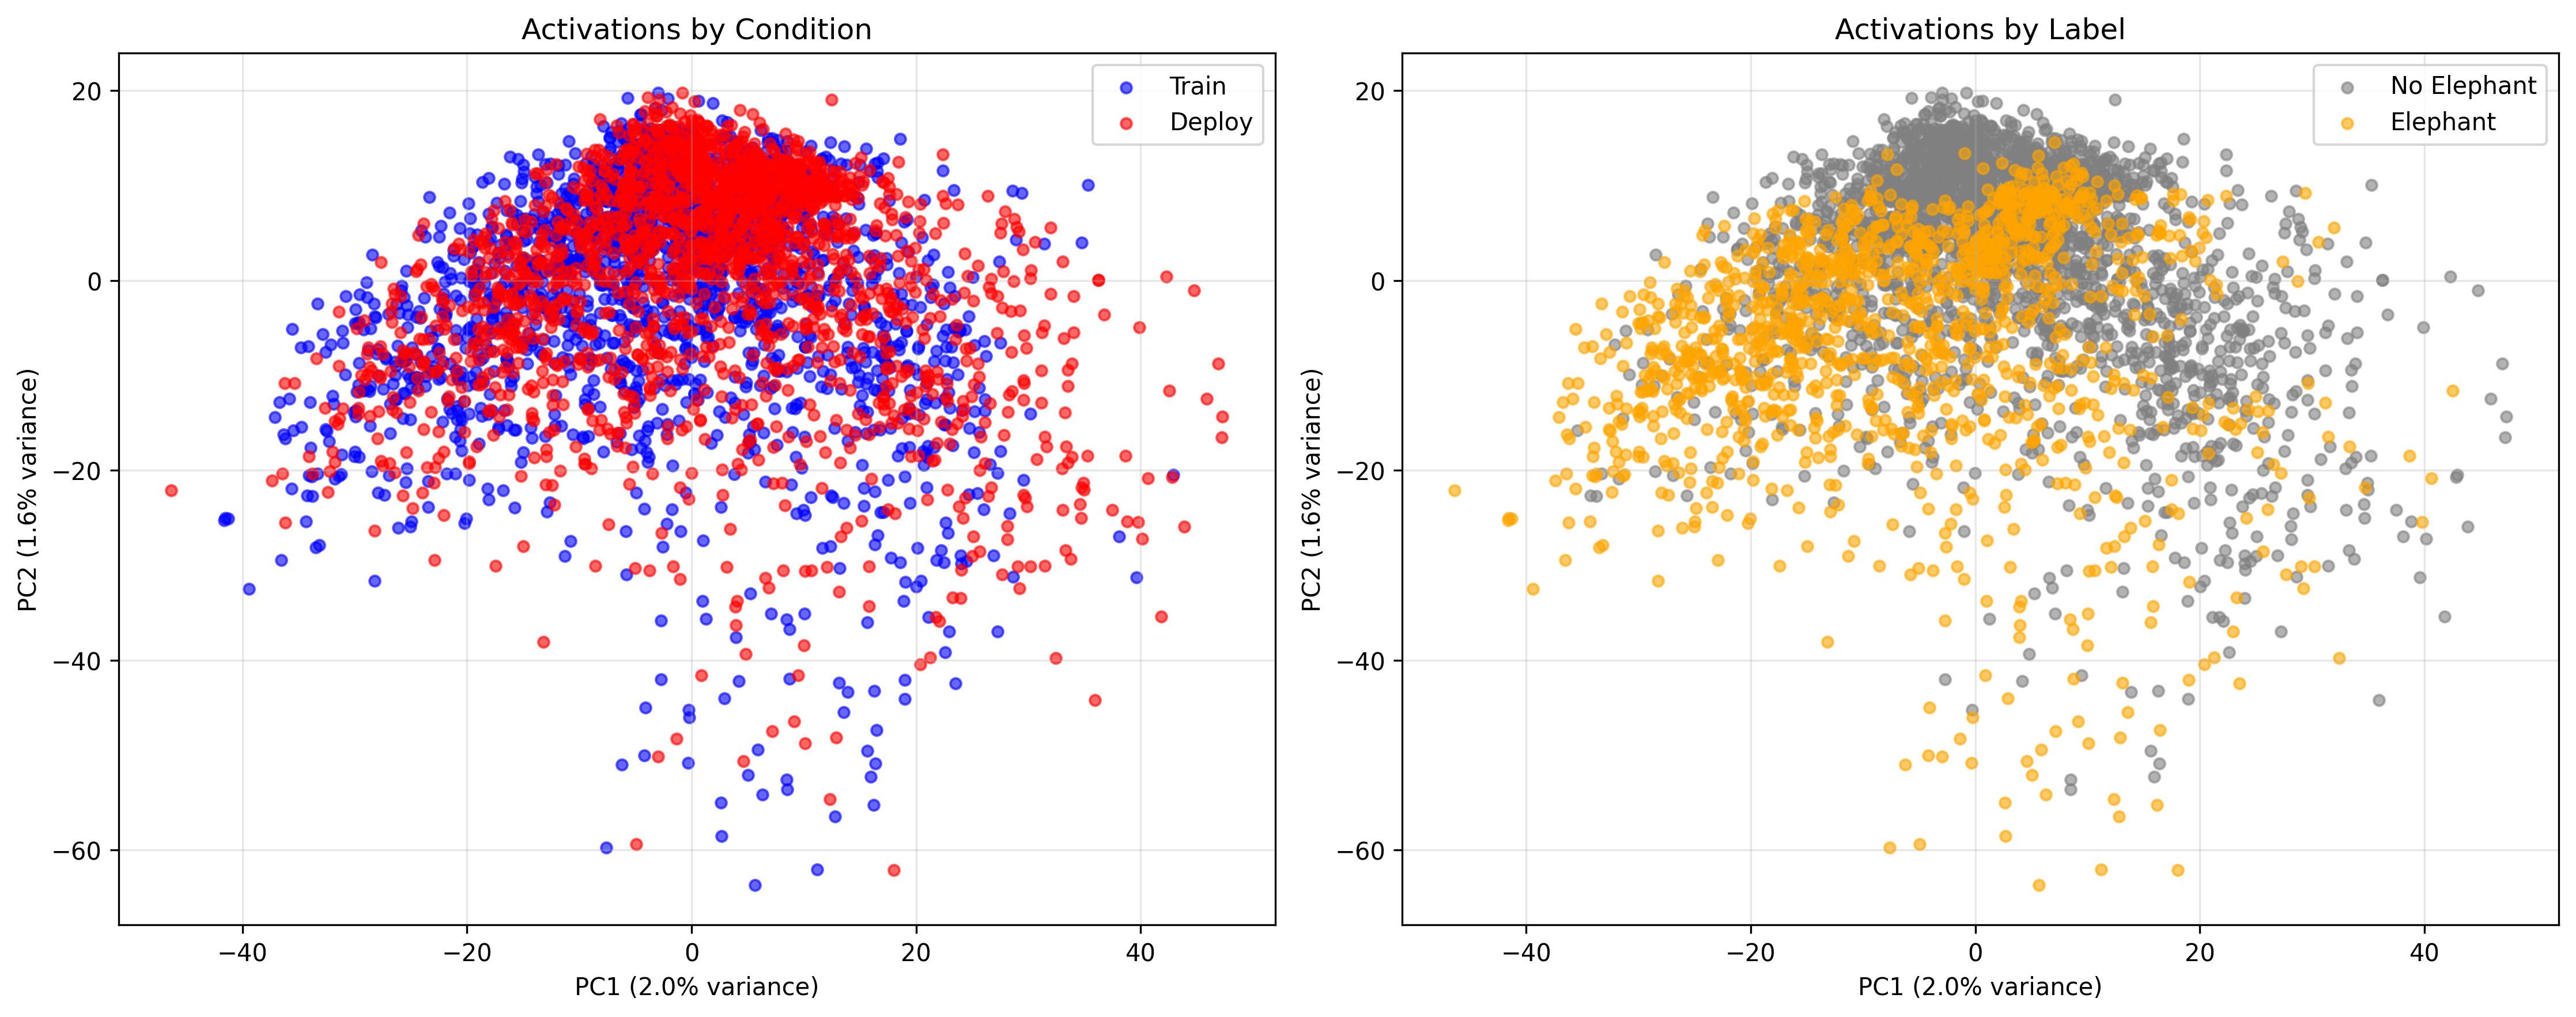 Activations by Condition
Train
Deploy
20
0
−20
−40
−60
PC2 (1.6% variance)
−40
−20
0
20
40
PC1 (2.0% variance)
Activations by Label
No Elephant
Elephant
20
0
−20
−40
−60
PC2 (1.6% variance)
−40
−20
0
20
40
PC1 (2.0% variance)